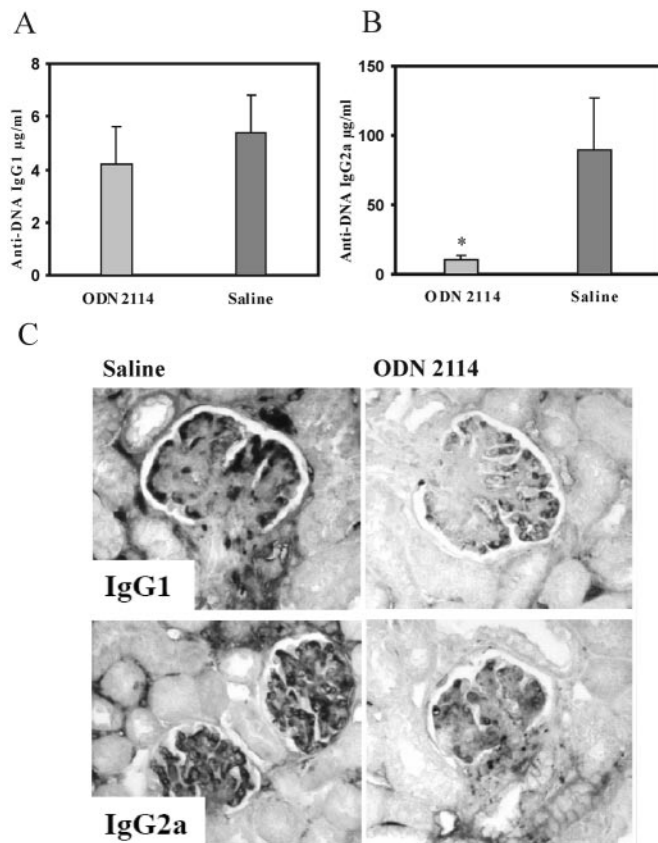 A
B
Anti-DNA IgG1 µg/ml
8
6
4
2
0
ODN 2114
Saline
Anti-DNA IgG2a µg/ml
150
100
50
0
*
ODN 2114
Saline
C
Saline
ODN 2114
IgG1
IgG2a